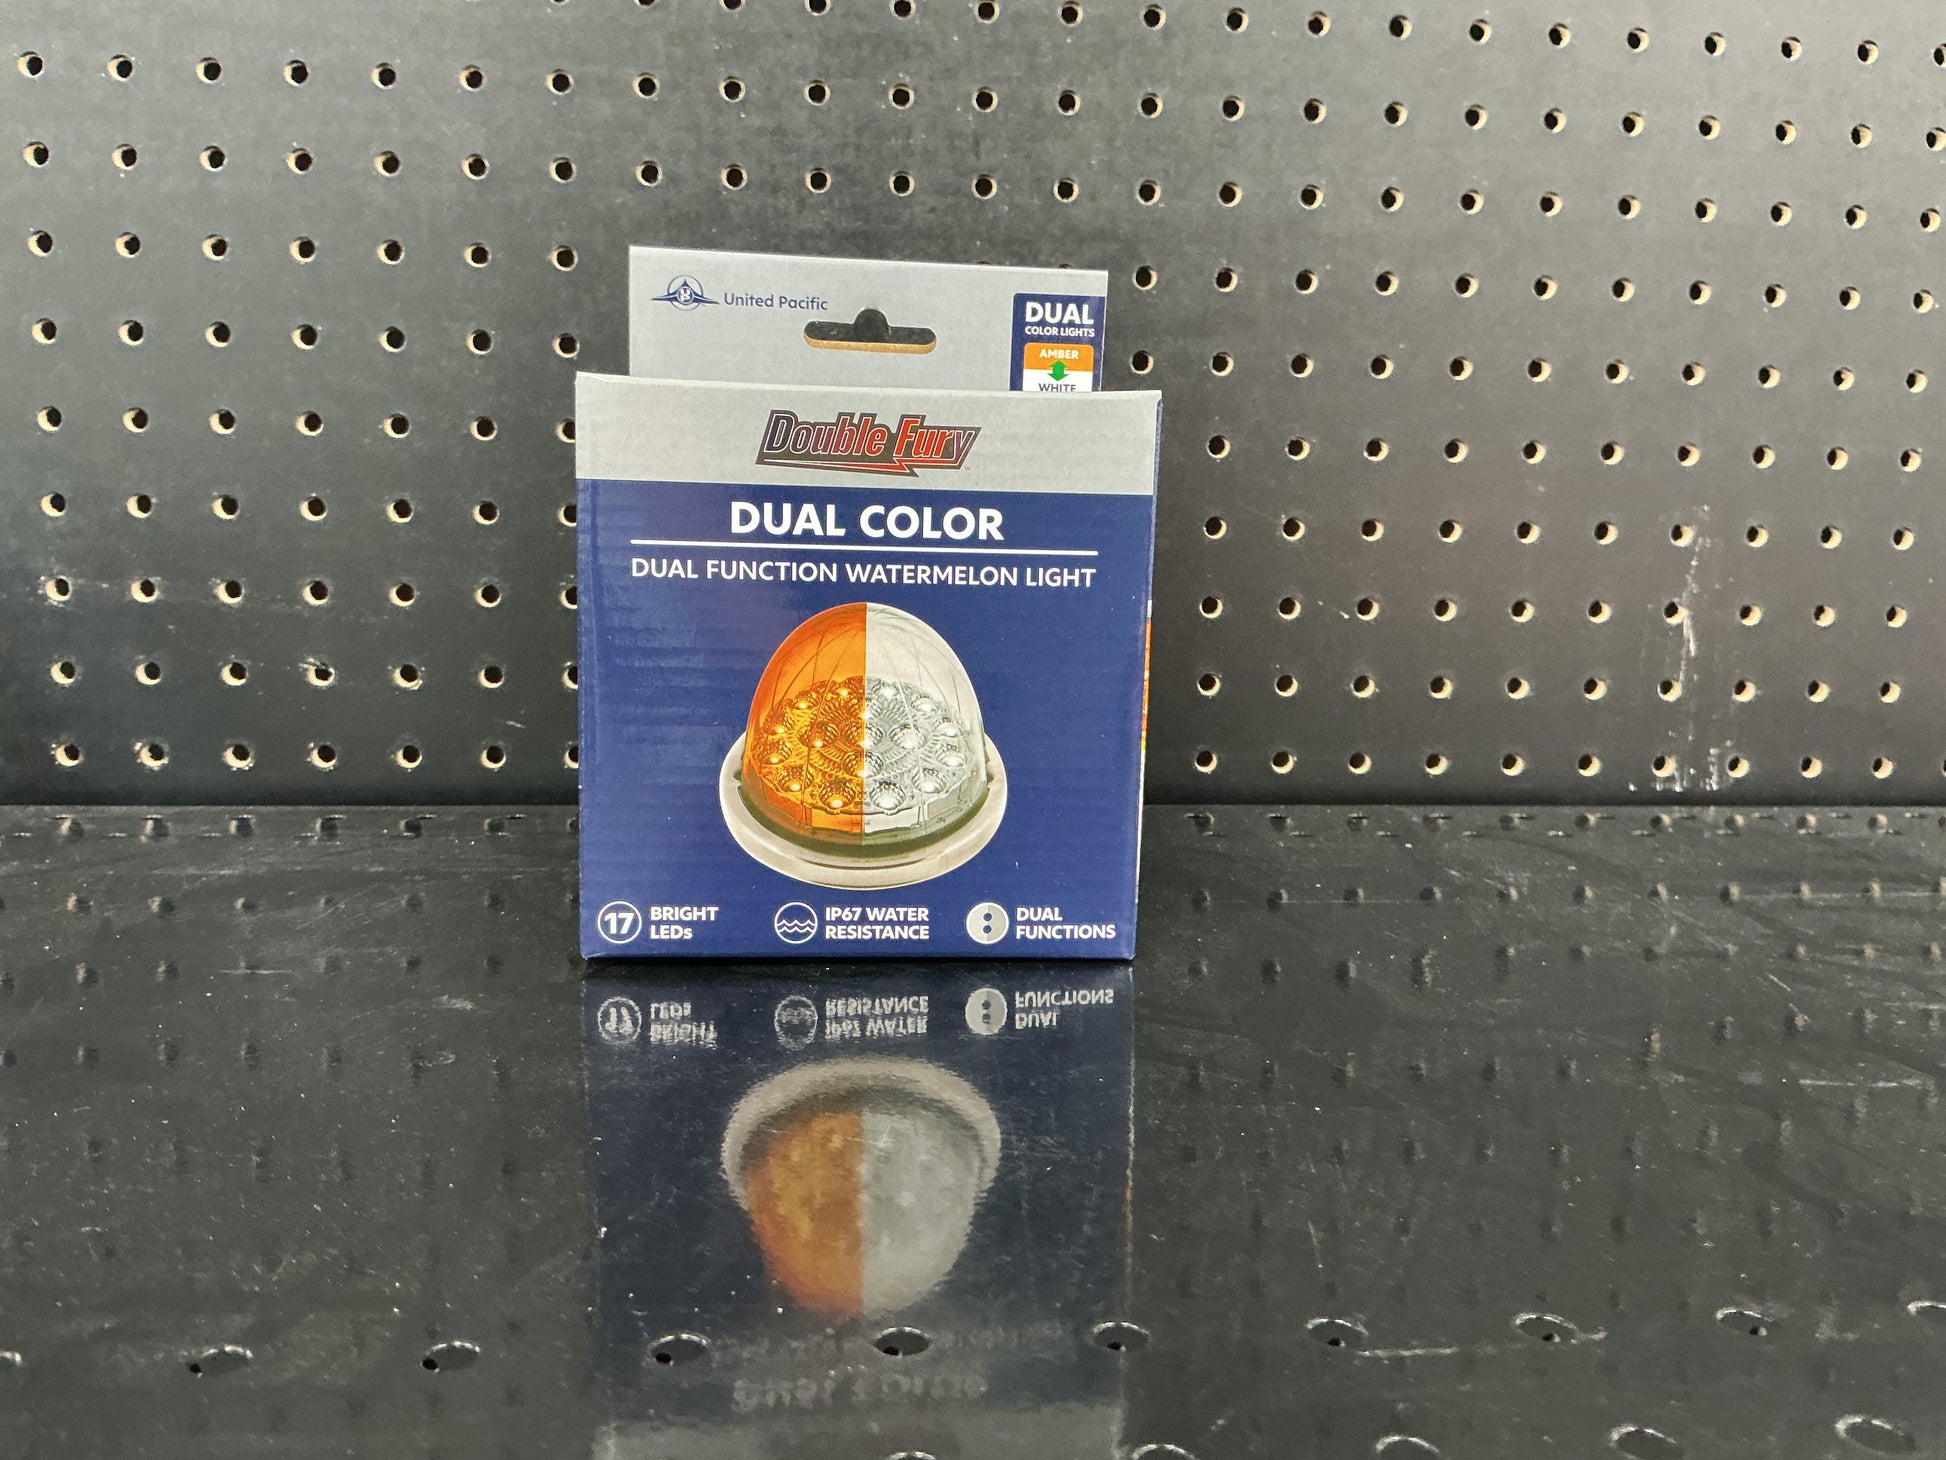 United Pacific
DUAL
COLOR LIGHTS
AMBER
WHITE
Double Fury
DUAL COLOR
DUAL FUNCTION WATERMELON LIGHT
17 BRIGHT
LEDs
IP67 WATER
RESISTANCE
DUAL
FUNCTIONS